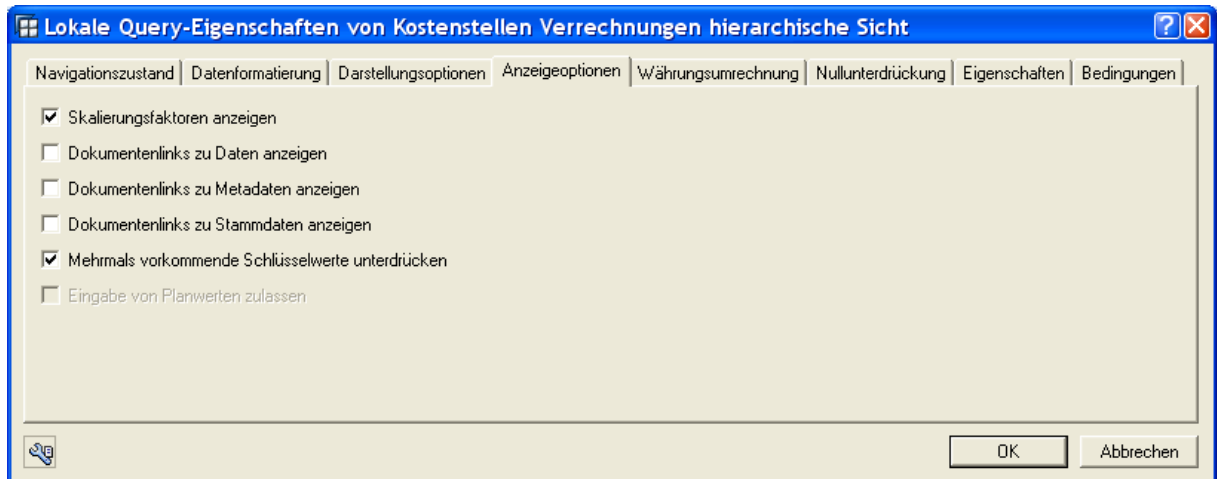 Lokale Query-Eigenschaften von Kostenstellen Verrechnungen hierarchische Sicht
Navigationszustand Datenformatierung Darstellungsoptionen Anzeigeoptionen Währungsumrechnung Nullunterdrückung Eigenschaften Bedingungen
Skalierungsfaktoren anzeigen
Dokumentenlinks zu Daten anzeigen
Dokumentenlinks zu Metadaten anzeigen
Dokumentenlinks zu Stammdaten anzeigen
Mehrmals vorkommende Schlüsselwerte unterdrücken
Eingabe von Planwerten zulassen
OK Abbrechen